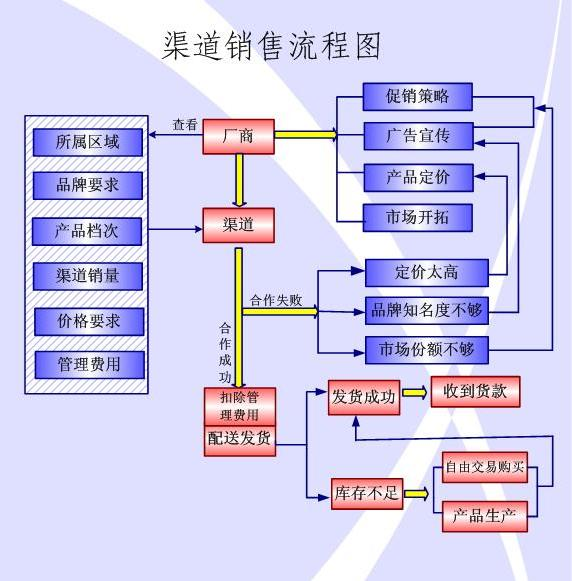 渠道销售流程图
促销策略
查看
厂商
广告宣传
所属区域
品牌要求
产品定价
产品档次
渠道
市场开拓
渠道销量
定价太高
合作失败
品牌知名度不够
价格要求
合作成功
市场份额不够
管理费用
扣除管
理费用
发货成功
收到货款
配送发货
自由交易购买
库存不足
产品生产